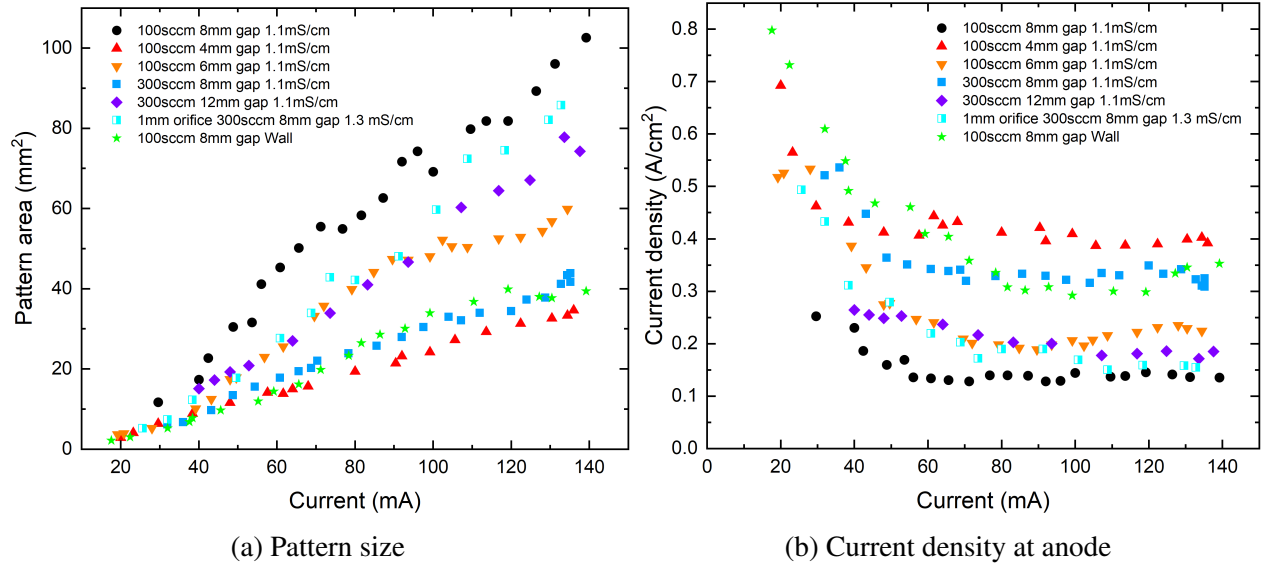 100sccm 8mm gap 1.1mS/cm
100sccm 4mm gap 1.1mS/cm
100sccm 6mm gap 1.1mS/cm
300sccm 8mm gap 1.1mS/cm
300sccm 12mm gap 1.1mS/cm
1mm orifice 300sccm 8mm gap 1.3 mS/cm
100sccm 8mm gap Wall
Pattern area (mm²)
100
80
60
40
20
0
20 40 60 80 100 120 140
Current (mA)
(a) Pattern size
100sccm 8mm gap 1.1mS/cm
100sccm 4mm gap 1.1mS/cm
100sccm 6mm gap 1.1mS/cm
300sccm 8mm gap 1.1mS/cm
300sccm 12mm gap 1.1mS/cm
1mm orifice 300sccm 8mm gap 1.3 mS/cm
100sccm 8mm gap Wall
Current density (A/cm²)
0.8
0.7
0.6
0.5
0.4
0.3
0.2
0.1
0.0
0 20 40 60 80 100 120 140
Current (mA)
(b) Current density at anode